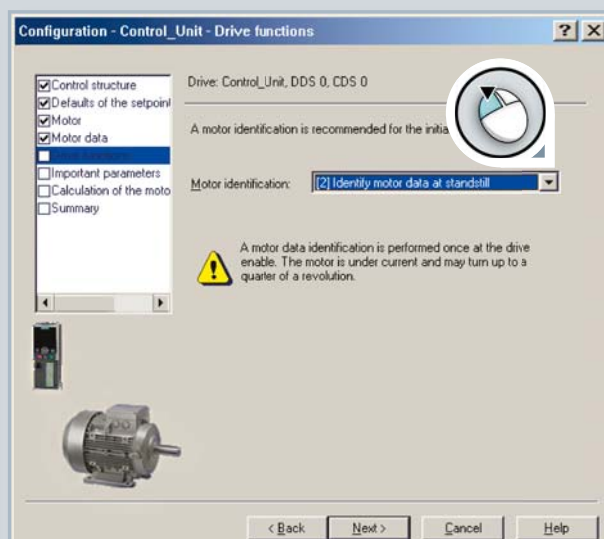 Configuration - Control_Unit - Drive functions
Control structure
Defaults of the setpoint
Motor
Motor data
Drive functions
Important parameters
Calculation of the moto
Summary
Drive: Control_Unit, DDS 0, CDS 0
A motor identification is recommended for the initia
Motor identification:
[2] Identify motor data at standstill
A motor data identification is performed once at the drive
enable. The motor is under current and may turn up to a
quarter of a revolution.
< Back
Next >
Cancel
Help